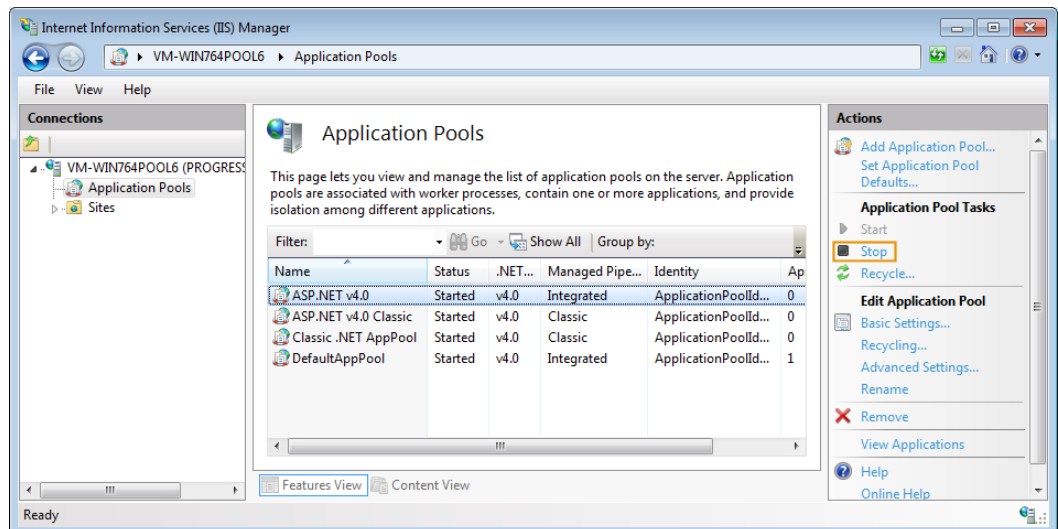 Internet Information Services (IIS) Manager
VM-WIN764POOL6 Application Pools
File View Help
Connections
VM-WIN764POOL6 (PROGRESS
Application Pools
Sites
Application Pools
This page lets you view and manage the list of application pools on the server. Application
pools are associated with worker processes, contain one or more applications, and provide
isolation among different applications.
Filter: Go Show All Group by:
Name Status .NET... Managed Pipe... Identity Ap
ASP.NET v4.0 Started v4.0 Integrated ApplicationPoolId... 0
ASP.NET v4.0 Classic Started v4.0 Classic ApplicationPoolId... 0
Classic .NET AppPool Started v4.0 Classic ApplicationPoolId... 0
DefaultAppPool Started v4.0 Integrated ApplicationPoolId... 1
Features View Content View
Actions
Add Application Pool...
Set Application Pool
Defaults...
Application Pool Tasks
Start
Stop
Recycle...
Edit Application Pool
Basic Settings...
Recycling...
Advanced Settings...
Rename
Remove
View Applications
Help
Online Help
Ready